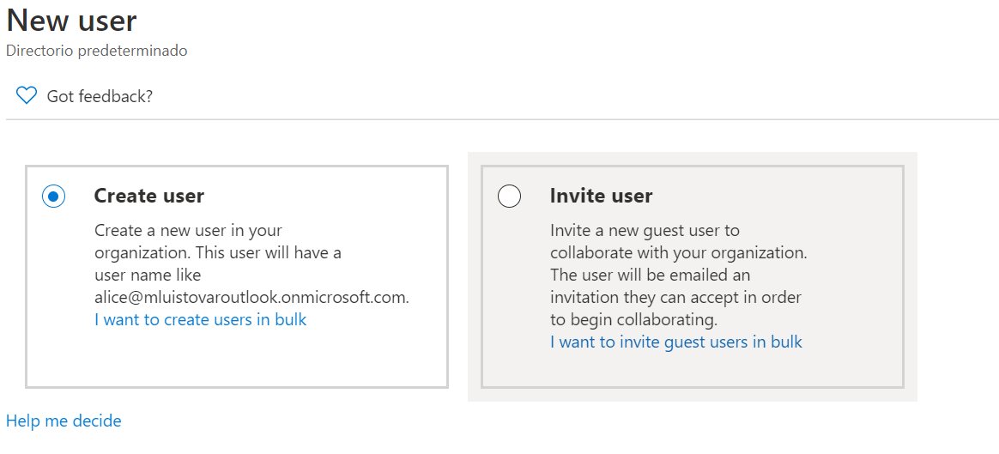 New user
Directorio predeterminado
Got feedback?
Create user
Create a new user in your
organization. This user will have a
user name like
alice@mluistovaroutlook.onmicrosoft.com.
I want to create users in bulk
Invite user
Invite a new guest user to
collaborate with your organization.
The user will be emailed an
invitation they can accept in order
to begin collaborating.
I want to invite guest users in bulk
Help me decide